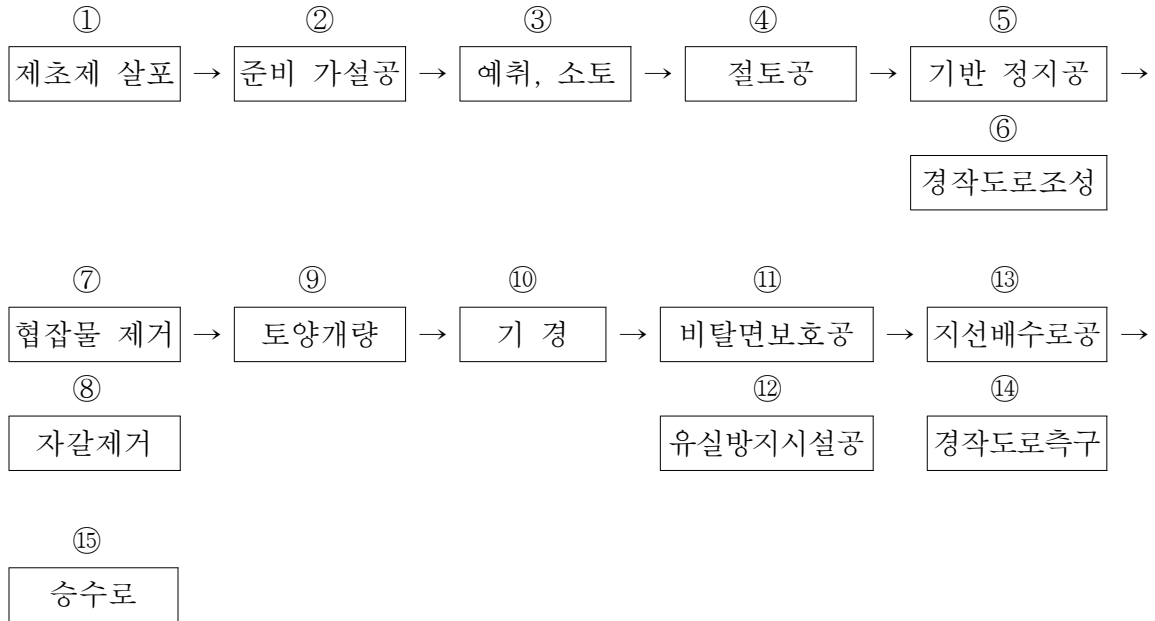 ① ② ③ ④ ⑤
제초제 살포 → 준비 가설공 → 예취, 소토 → 절토공 → 기반 정지공 →
⑥
경작도로조성
⑦ ⑨ ⑩ ⑪ ⑬
협잡물 제거 → 토양개량 → 기 경 → 비탈면보호공 → 지선배수로공 →
⑧ ⑫ ⑭
자갈제거 유실방지시설공 경작도로측구
⑮
승수로